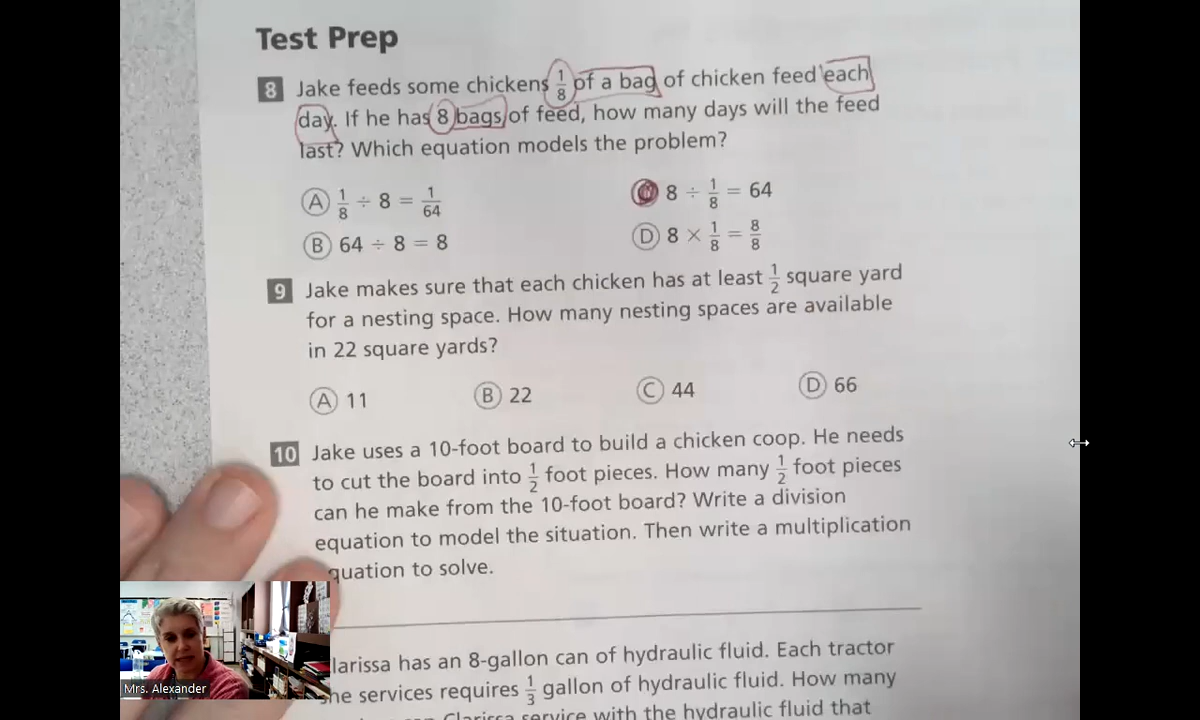 Test Prep
8 Jake feeds some chickens 1/8 of a bag of chicken feed each
day. If he has 8 bags of feed, how many days will the feed
last? Which equation models the problem?
A 1/8 ÷ 8 = 1/64
8 ÷ 1/8 = 64
B 64 ÷ 8 = 8
D 8 × 1/8 = 8/8
9 Jake makes sure that each chicken has at least 1/2 square yard
for a nesting space. How many nesting spaces are available
in 22 square yards?
A 11 B 22 C 44 D 66
10 Jake uses a 10-foot board to build a chicken coop. He needs
to cut the board into 1/2 foot pieces. How many 1/2 foot pieces
can he make from the 10-foot board? Write a division
equation to model the situation. Then write a multiplication
quation to solve.
larissa has an 8-gallon can of hydraulic fluid. Each tractor
she services requires 1/3 gallon of hydraulic fluid. How many
Clarissa service with the hydraulic fluid that
Mrs. Alexander